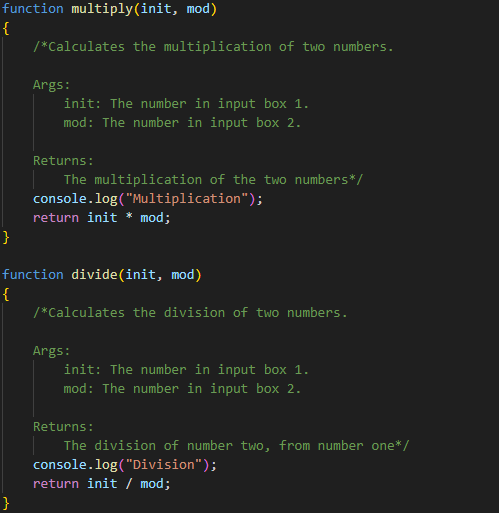 function multiply(init, mod)
{
    /*Calculates the multiplication of two numbers.

    Args:
        init: The number in input box 1.
        mod: The number in input box 2.

    Returns:
        The multiplication of the two numbers*/
    console.log("Multiplication");
    return init * mod;
}

function divide(init, mod)
{
    /*Calculates the division of two numbers.

    Args:
        init: The number in input box 1.
        mod: The number in input box 2.

    Returns:
        The division of number two, from number one*/
    console.log("Division");
    return init / mod;
}